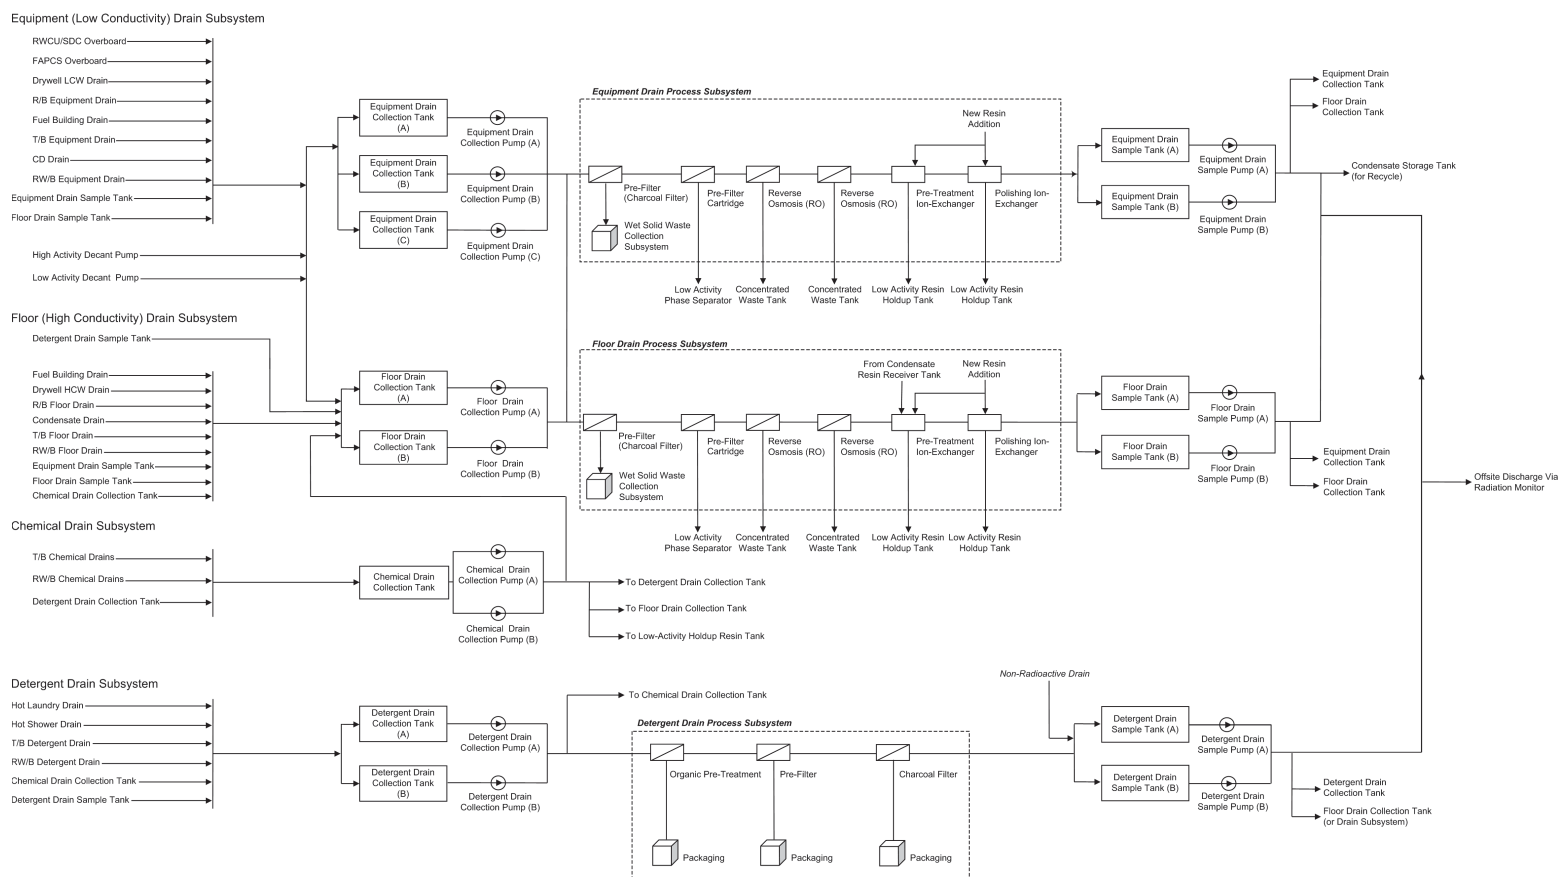 Equipment (Low Conductivity) Drain Subsystem
RWCU/SDC Overboard
FAPCS Overboard
Drywell LCW Drain
R/B Equipment Drain
Fuel Building Drain
T/B Equipment Drain
CD Drain
RW/B Equipment Drain
Equipment Drain Sample Tank
Floor Drain Sample Tank
High Activity Decant Pump
Low Activity Decant Pump
Equipment Drain
Collection Tank
(A)
Equipment Drain
Collection Tank
(B)
Equipment Drain
Collection Tank
(C)
Equipment Drain
Collection Pump (A)
Equipment Drain
Collection Pump (B)
Equipment Drain
Collection Pump (C)
Equipment Drain Process Subsystem
New Resin
Addition
Pre-Filter
(Charcoal Filter)
Pre-Filter
Cartridge
Reverse
Osmosis (RO)
Reverse
Osmosis (RO)
Pre-Treatment
Ion-Exchanger
Polishing Ion-
Exchanger
Wet Solid Waste
Collection
Subsystem
Low Activity
Phase Separator
Concentrated
Waste Tank
Concentrated
Waste Tank
Low Activity Resin
Holdup Tank
Low Activity Resin
Holdup Tank
Equipment Drain
Sample Tank (A)
Equipment Drain
Sample Tank (B)
Equipment Drain
Sample Pump (A)
Equipment Drain
Sample Pump (B)
Equipment Drain
Collection Tank
Floor Drain
Collection Tank
Condensate Storage Tank
(for Recycle)
Floor (High Conductivity) Drain Subsystem
Detergent Drain Sample Tank
Fuel Building Drain
Drywell HCW Drain
R/B Floor Drain
Condensate Drain
T/B Floor Drain
RW/B Floor Drain
Equipment Drain Sample Tank
Floor Drain Sample Tank
Chemical Drain Collection Tank
Floor Drain
Collection Tank
(A)
Floor Drain
Collection Tank
(B)
Floor Drain
Collection Pump (A)
Floor Drain
Collection Pump (B)
Floor Drain Process Subsystem
From Condensate
Resin Receiver Tank
New Resin
Addition
Pre-Filter
(Charcoal Filter)
Pre-Filter
Cartridge
Reverse
Osmosis (RO)
Reverse
Osmosis (RO)
Pre-Treatment
Ion-Exchanger
Polishing Ion-
Exchanger
Wet Solid Waste
Collection
Subsystem
Low Activity
Phase Separator
Concentrated
Waste Tank
Concentrated
Waste Tank
Low Activity Resin
Holdup Tank
Low Activity Resin
Holdup Tank
Floor Drain
Sample Tank (A)
Floor Drain
Sample Tank (B)
Floor Drain
Sample Pump (A)
Floor Drain
Sample Pump (B)
Equipment Drain
Collection Tank
Floor Drain
Collection Tank
Offsite Discharge Via
Radiation Monitor
Chemical Drain Subsystem
T/B Chemical Drains
RW/B Chemical Drains
Detergent Drain Collection Tank
Chemical Drain
Collection Tank
Chemical Drain
Collection Pump (A)
Chemical Drain
Collection Pump (B)
To Detergent Drain Collection Tank
To Floor Drain Collection Tank
To Low-Activity Holdup Resin Tank
Detergent Drain Subsystem
Hot Laundry Drain
Hot Shower Drain
T/B Detergent Drain
RW/B Detergent Drain
Chemical Drain Collection Tank
Detergent Drain Sample Tank
Detergent Drain
Collection Tank
(A)
Detergent Drain
Collection Tank
(B)
Detergent Drain
Collection Pump (A)
Detergent Drain
Collection Pump (B)
To Chemical Drain Collection Tank
Detergent Drain Process Subsystem
Organic Pre-Treatment
Pre-Filter
Charcoal Filter
Packaging
Packaging
Packaging
Non-Radioactive Drain
Detergent Drain
Sample Tank (A)
Detergent Drain
Sample Tank (B)
Detergent Drain
Sample Pump (A)
Detergent Drain
Sample Pump (B)
Detergent Drain
Collection Tank
Floor Drain Collection Tank
(or Drain Subsystem)